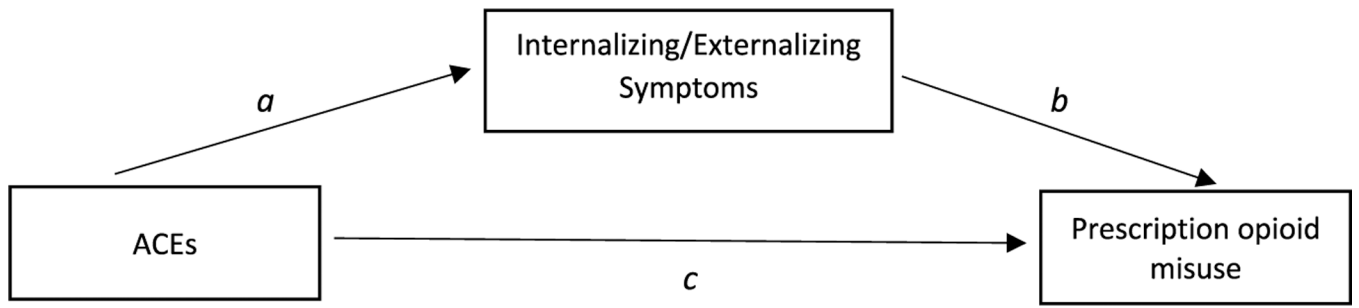 Internalizing/Externalizing
Symptoms
a
b
ACEs
Prescription opioid
misuse
c